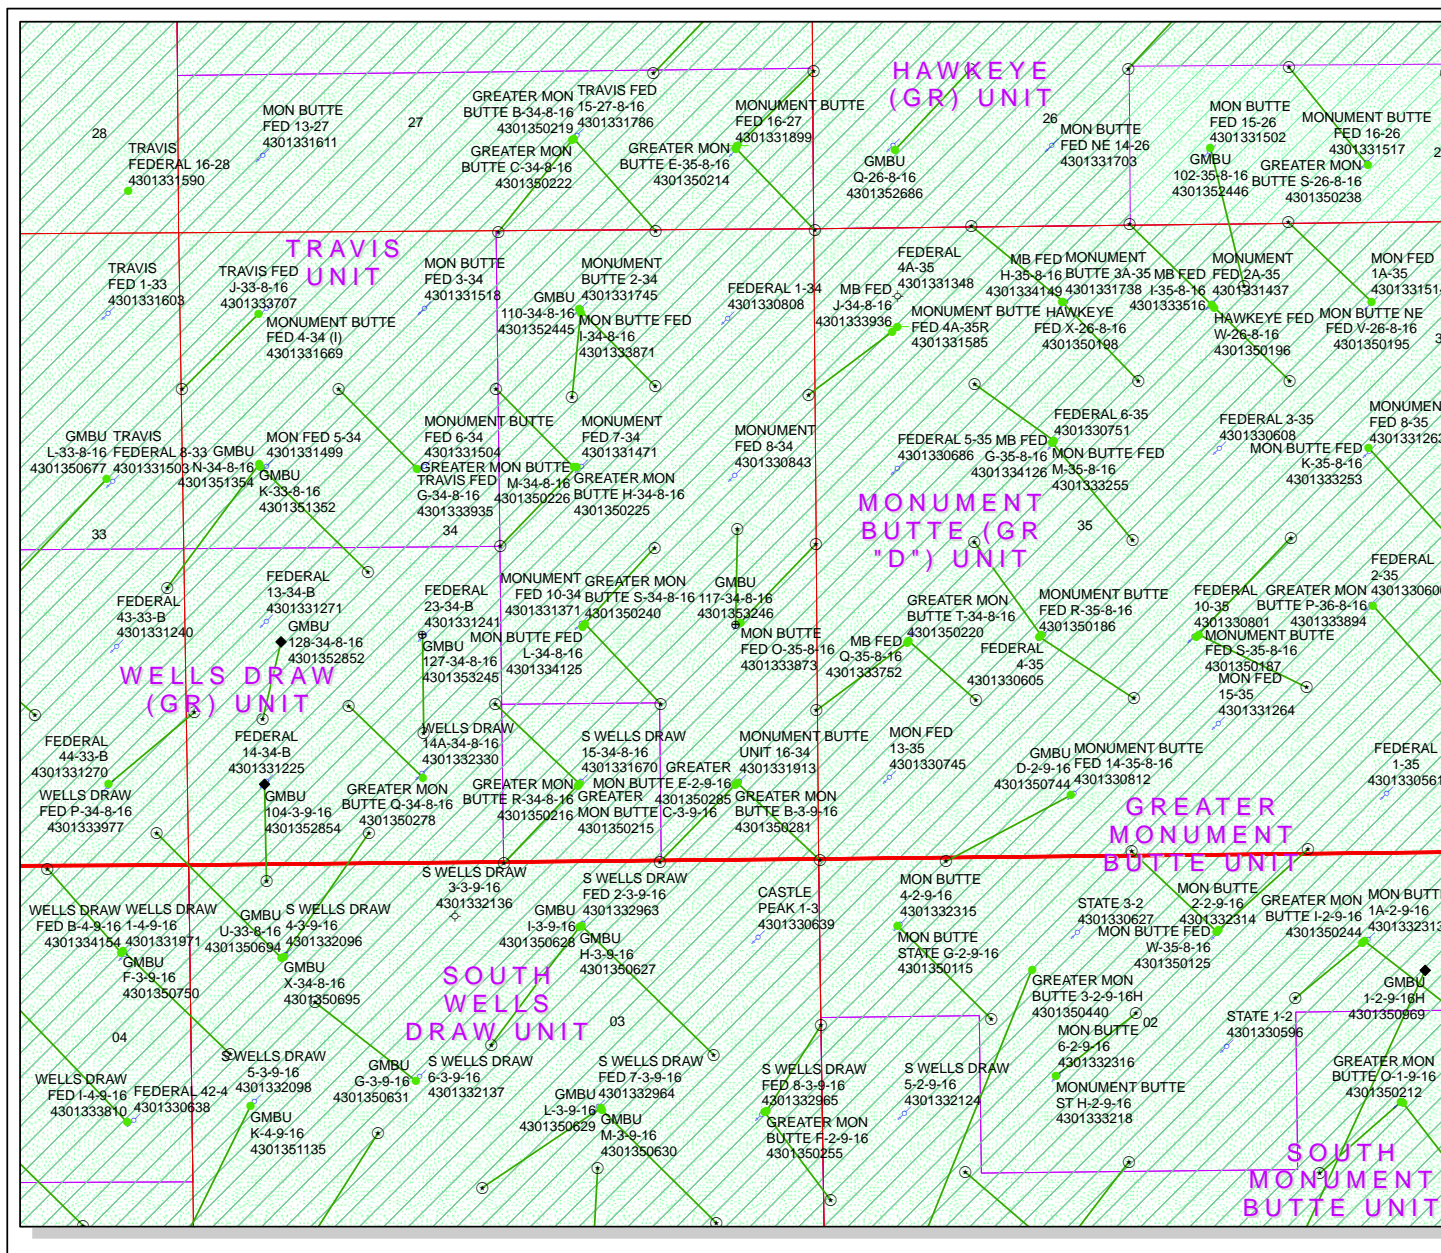 HAWKEYE
(GR) UNIT
28
27
26
TRAVIS
FEDERAL 16-28
4301331590
MON BUTTE
FED 13-27
4301331611
GREATER MON
BUTTE B-34-8-16
4301350219
TRAVIS FED
15-27-8-16
4301331786
GREATER MON
BUTTE C-34-8-16
4301350222
MONUMENT BUTTE
FED 16-27
4301331899
GREATER MON
BUTTE E-35-8-16
4301350214
GMBU
Q-26-8-16
4301352686
MON BUTTE
FED NE 14-26
4301331703
MON BUTTE
FED 15-26
4301331502
GMBU
102-35-8-16
4301352446
MONUMENT BUTTE
FED 16-26
4301331517
GREATER MON
BUTTE S-26-8-16
4301350238
TRAVIS
UNIT
TRAVIS
FED 1-33
4301331603
TRAVIS FED
J-33-8-16
4301333707
MONUMENT BUTTE
FED 4-34 (I)
4301331669
MON BUTTE
FED 3-34
4301331518
MONUMENT
BUTTE 2-34
4301331745
GMBU
110-34-8-16
4301352445
MON BUTTE FED
I-34-8-16
4301333871
FEDERAL 1-34
4301330808
FEDERAL
4A-35
4301331348
MB FED
J-34-8-16
4301333936
MONUMENT BUTTE
FED 4A-35R
4301331585
MB FED
H-35-8-16
4301334149
MONUMENT
BUTTE 3A-35
4301331738
HAWKEYE
FED X-26-8-16
4301350198
MB FED
I-35-8-16
4301333516
MONUMENT
FED 2A-35
4301331437
HAWKEYE FED
W-26-8-16
4301350196
MON FED
1A-35
MON BUTTE NE
FED V-26-8-16
4301350195
GMBU
L-33-8-16
4301350677
TRAVIS
FEDERAL 8-33
4301331503
GMBU
N-34-8-16
4301351354
MON FED 5-34
4301331499
GMBU
K-33-8-16
4301351352
MONUMENT BUTTE
FED 6-34
4301331504
TRAVIS FED
G-34-8-16
4301333935
GREATER MON BUTTE
M-34-8-16
4301350226
MONUMENT
FED 7-34
4301331471
GREATER MON
BUTTE H-34-8-16
4301350225
MONUMENT
FED 8-34
4301330843
FEDERAL 5-35
4301330686
MB FED
G-35-8-16
4301334126
FEDERAL 6-35
4301330751
MON BUTTE FED
M-35-8-16
4301333255
FEDERAL 3-35
4301330608
MON BUTTE FED
K-35-8-16
4301333253
FED 8-35
MONUMENT
BUTTE (GR
"D") UNIT
33
34
35
FEDERAL
43-33-B
4301331240
FEDERAL
13-34-B
4301331271
GMBU
128-34-8-16
4301352852
FEDERAL
23-34-B
4301331241
GMBU
127-34-8-16
4301353245
MONUMENT
FED 10-34
4301331371
GREATER MON
BUTTE S-34-8-16
4301350240
MON BUTTE FED
L-34-8-16
4301334125
GMBU
117-34-8-16
4301353246
MON BUTTE
FED O-35-8-16
4301333873
GREATER MON
BUTTE T-34-8-16
4301350220
MB FED
Q-35-8-16
4301333752
MONUMENT BUTTE
FED R-35-8-16
4301350186
FEDERAL
4-35
4301330605
FEDERAL
10-35
4301330801
MONUMENT BUTTE
FED S-35-8-16
4301350187
MON FED
15-35
4301331264
FEDERAL
2-35
GREATER MON
BUTTE P-36-8-16
4301333894
WELLS DRAW
(GR) UNIT
FEDERAL
44-33-B
4301331270
WELLS DRAW
FED P-34-8-16
4301333977
FEDERAL
14-34-B
4301331225
GMBU
104-3-9-16
4301352854
WELLS DRAW
14A-34-8-16
4301332330
GREATER MON
BUTTE Q-34-8-16
4301350278
S WELLS DRAW
15-34-8-16
4301331670
GREATER MON
BUTTE R-34-8-16
4301350216
GREATER
MON BUTTE C-3-9-16
4301350215
GREATER
MON BUTTE E-2-9-16
4301350285
MONUMENT BUTTE
UNIT 16-34
4301331913
GREATER MON
BUTTE B-3-9-16
4301350281
MON FED
13-35
4301330745
GMBU
D-2-9-16
4301350744
MONUMENT BUTTE
FED 14-35-8-16
4301330812
FEDERAL
1-35
4301330561
GREATER
MONUMENT
BUTTE UNIT
WELLS DRAW
FED B-4-9-16
4301334154
WELLS DRAW
1-4-9-16
4301331971
GMBU
F-3-9-16
4301350750
GMBU
U-33-8-16
4301350694
S WELLS DRAW
4-3-9-16
4301332096
GMBU
X-34-8-16
4301350695
S WELLS DRAW
3-3-9-16
4301332136
S WELLS DRAW
FED 2-3-9-16
4301332963
GMBU
I-3-9-16
4301350628
GMBU
H-3-9-16
4301350627
CASTLE
PEAK 1-3
4301330639
MON BUTTE
4-2-9-16
4301332315
MON BUTTE
STATE G-2-9-16
4301350115
STATE 3-2
4301330627
MON BUTTE
2-2-9-16
4301332314
MON BUTTE FED
W-35-8-16
4301350125
GREATER MON
BUTTE I-2-9-16
4301350244
MON BUTTE
1A-2-9-16
GREATER MON
BUTTE 3-2-9-16H
4301350440
GMBU
1-2-9-16H
4301350969
SOUTH
WELLS
DRAW UNIT
04
03
02
STATE 1-2
4301330596
WELLS DRAW
FED I-4-9-16
4301333810
FEDERAL 42-4
4301330638
S WELLS DRAW
5-3-9-16
4301332098
GMBU
K-4-9-16
4301351135
GMBU
G-3-9-16
4301350631
S WELLS DRAW
6-3-9-16
4301332137
S WELLS DRAW
FED 7-3-9-16
4301332964
GMBU
L-3-9-16
4301350629
GMBU
M-3-9-16
4301350630
S WELLS DRAW
FED 8-3-9-16
4301332965
GREATER MON
BUTTE F-2-9-16
4301350255
S WELLS DRAW
5-2-9-16
4301332124
MON BUTTE
6-2-9-16
4301332316
MONUMENT BUTTE
ST H-2-9-16
4301333218
GREATER MON
BUTTE O-1-9-16
4301350212
SOUTH
MONUMENT
BUTTE UNIT